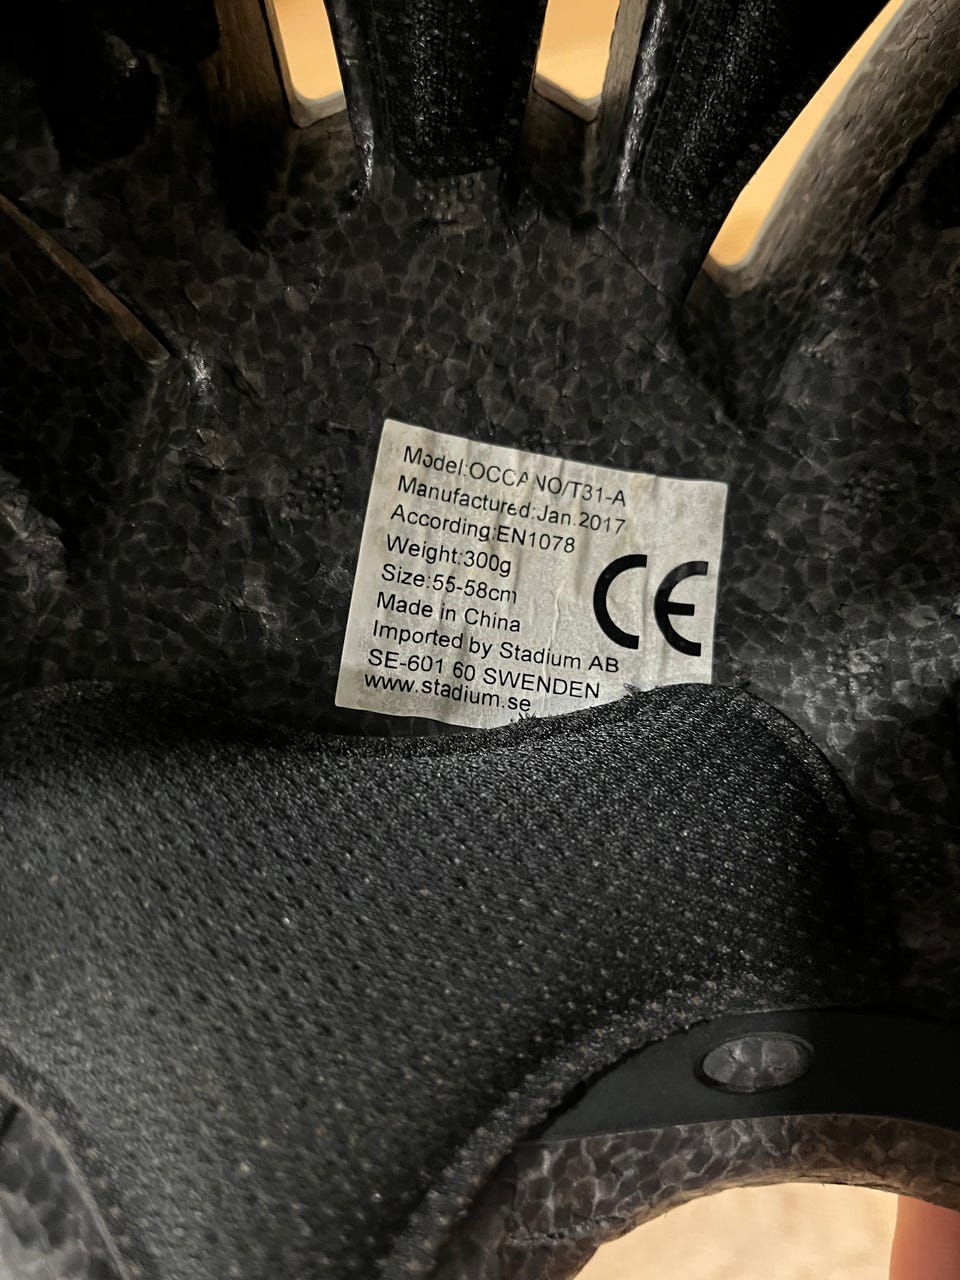 Model:OCCANO/T31-A
Manufactured:Jan.2017
According:EN1078
Weight:300g
Size:55-58cm
Made in China
Imported by Stadium AB
SE-601 60 SWENDEN
www.stadium.se
CE